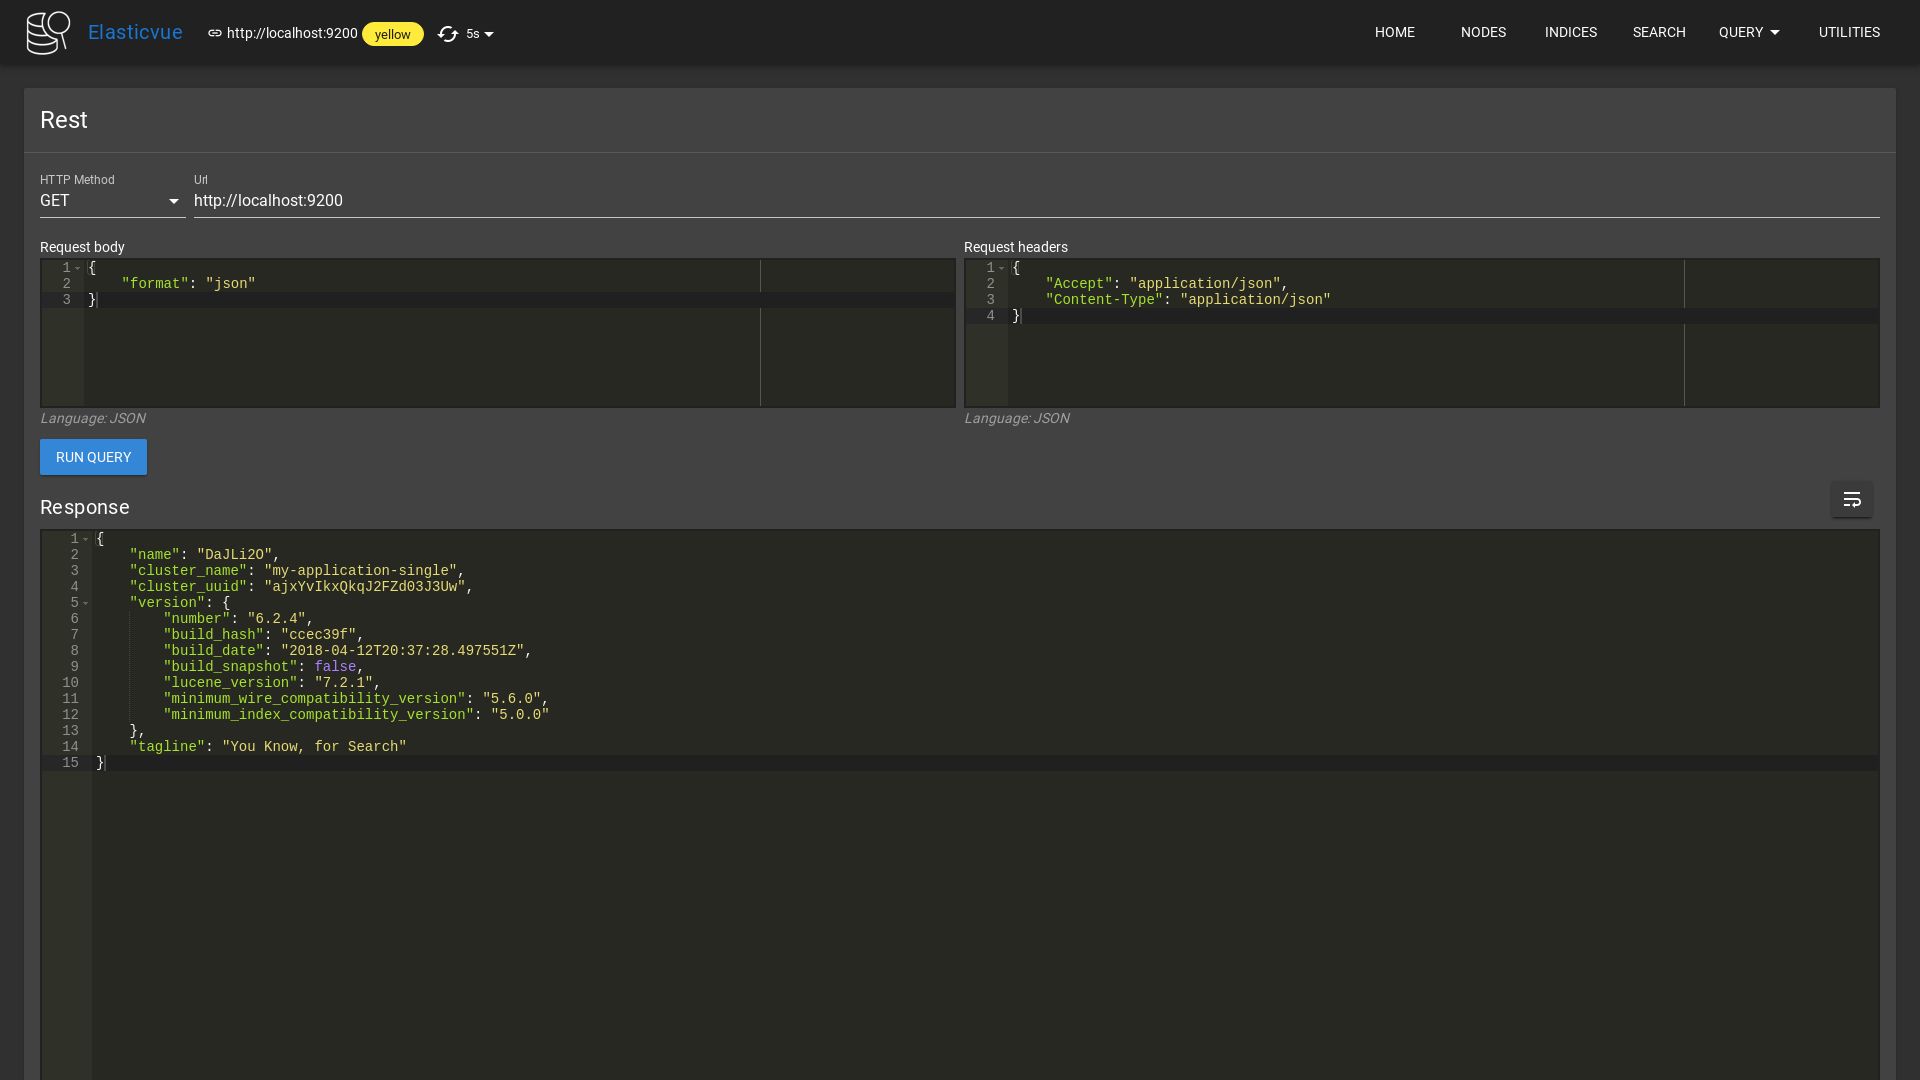 Elasticvue http://localhost:9200 yellow 5s HOME NODES INDICES SEARCH QUERY UTILITIES
Rest
HTTP Method Url
GET http://localhost:9200
Request body
1 {
2 "format": "json"
3 }
Language: JSON
Request headers
1 {
2 "Accept": "application/json",
3 "Content-Type": "application/json"
4 }
Language: JSON
RUN QUERY
Response
1 {
2 "name": "DaJLi2O",
3 "cluster_name": "my-application-single",
4 "cluster_uuid": "ajxYvIkxQkqJ2FZd03J3Uw",
5 "version": {
6 "number": "6.2.4",
7 "build_hash": "ccec39f",
8 "build_date": "2018-04-12T20:37:28.497551Z",
9 "build_snapshot": false,
10 "lucene_version": "7.2.1",
11 "minimum_wire_compatibility_version": "5.6.0",
12 "minimum_index_compatibility_version": "5.0.0"
13 },
14 "tagline": "You Know, for Search"
15 }